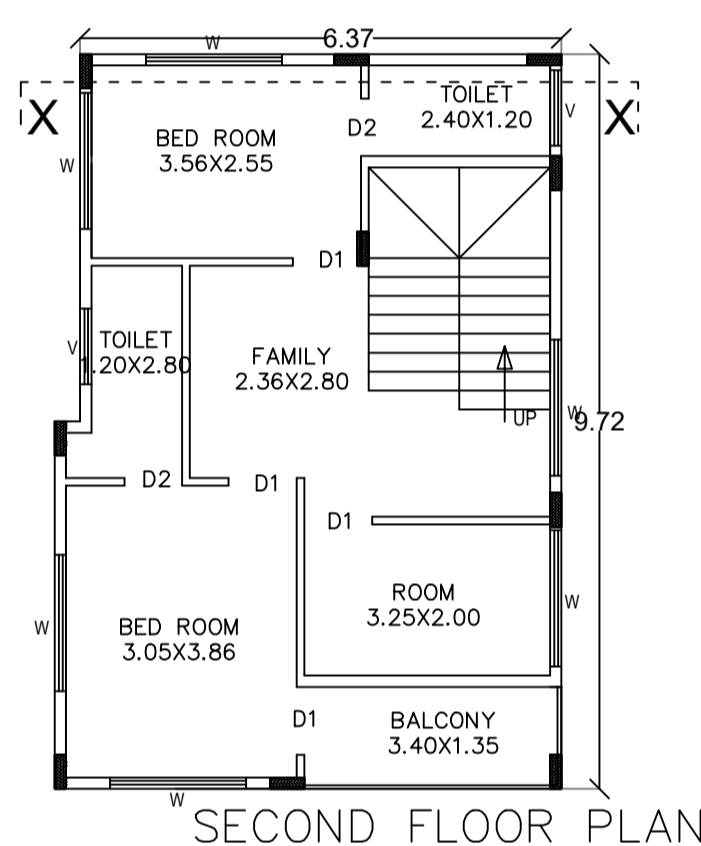 6.37
W
X
X
TOILET
2.40X1.20
V
D2
BED ROOM
3.56X2.55
W
D1
TOILET
1.20X2.80
V
FAMILY
2.36X2.80
UP
W
9.72
D2
D1
D1
ROOM
3.25X2.00
W
BED ROOM
3.05X3.86
W
D1
BALCONY
3.40X1.35
W
SECOND FLOOR PLAN